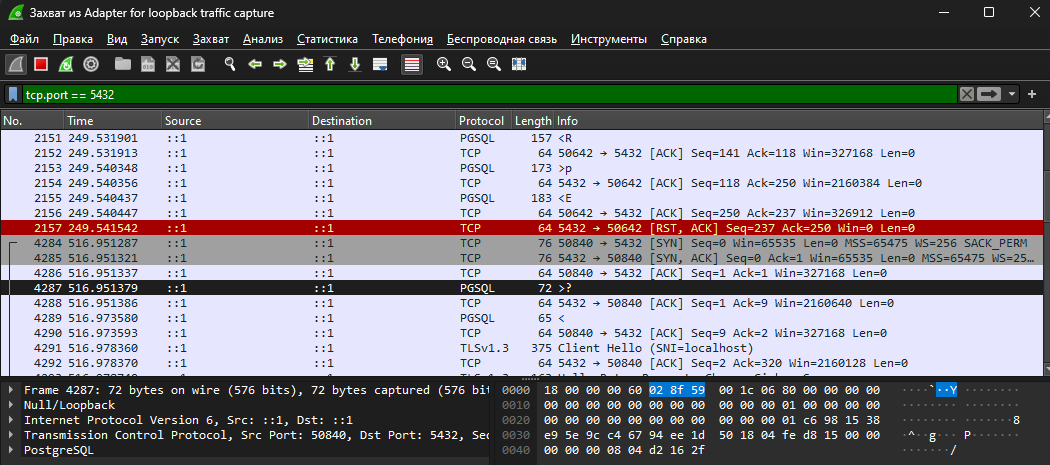 Захват из Adapter for loopback traffic capture
Файл Правка Вид Запуск Захват Анализ Статистика Телефония Беспроводная связь Инструменты Справка
tcp.port == 5432
No. Time Source Destination Protocol Length Info
2151 249.531901 ::1 ::1 PGSQL 157 <R
2152 249.531913 ::1 ::1 TCP 64 50642 → 5432 [ACK] Seq=141 Ack=118 Win=327168 Len=0
2153 249.540348 ::1 ::1 PGSQL 173 >p
2154 249.540356 ::1 ::1 TCP 64 5432 → 50642 [ACK] Seq=118 Ack=250 Win=2160384 Len=0
2155 249.540437 ::1 ::1 PGSQL 183 <E
2156 249.540447 ::1 ::1 TCP 64 50642 → 5432 [ACK] Seq=250 Ack=237 Win=326912 Len=0
2157 249.541542 ::1 ::1 TCP 64 5432 → 50642 [RST, ACK] Seq=237 Ack=250 Win=0 Len=0
4284 516.951287 ::1 ::1 TCP 76 50840 → 5432 [SYN] Seq=0 Win=65535 Len=0 MSS=65475 WS=256 SACK_PERM
4285 516.951321 ::1 ::1 TCP 76 5432 → 50840 [SYN, ACK] Seq=0 Ack=1 Win=65535 Len=0 MSS=65475 WS=25…
4286 516.951337 ::1 ::1 TCP 64 50840 → 5432 [ACK] Seq=1 Ack=1 Win=327168 Len=0
4287 516.951379 ::1 ::1 PGSQL 72 >?
4288 516.951386 ::1 ::1 TCP 64 5432 → 50840 [ACK] Seq=1 Ack=9 Win=2160640 Len=0
4289 516.973580 ::1 ::1 PGSQL 65 <
4290 516.973593 ::1 ::1 TCP 64 50840 → 5432 [ACK] Seq=9 Ack=2 Win=327168 Len=0
4291 516.978360 ::1 ::1 TLSv1.3 375 Client Hello (SNI=localhost)
4292 516.978370 ::1 ::1 TCP 64 5432 → 50840 [ACK] Seq=2 Ack=320 Win=2160128 Len=0
Frame 4287: 72 bytes on wire (576 bits), 72 bytes captured (576 bit
Null/Loopback
Internet Protocol Version 6, Src: ::1, Dst: ::1
Transmission Control Protocol, Src Port: 50840, Dst Port: 5432, Sec
PostgreSQL
0000 18 00 00 00 60 02 8f 59 00 1c 06 80 00 00 00 00 ····`··Y ········
0010 00 00 00 00 00 00 00 00 00 00 01 00 00 00 00 00 ········ ········
0020 00 00 00 00 00 00 00 00 00 00 01 c6 98 15 38 ········ ·······8
0030 e9 5e 9c c4 67 94 ee 1d 50 18 04 fe d8 15 00 00 ·^··g··· P·······
0040 00 00 00 08 04 d2 16 2f ·······/